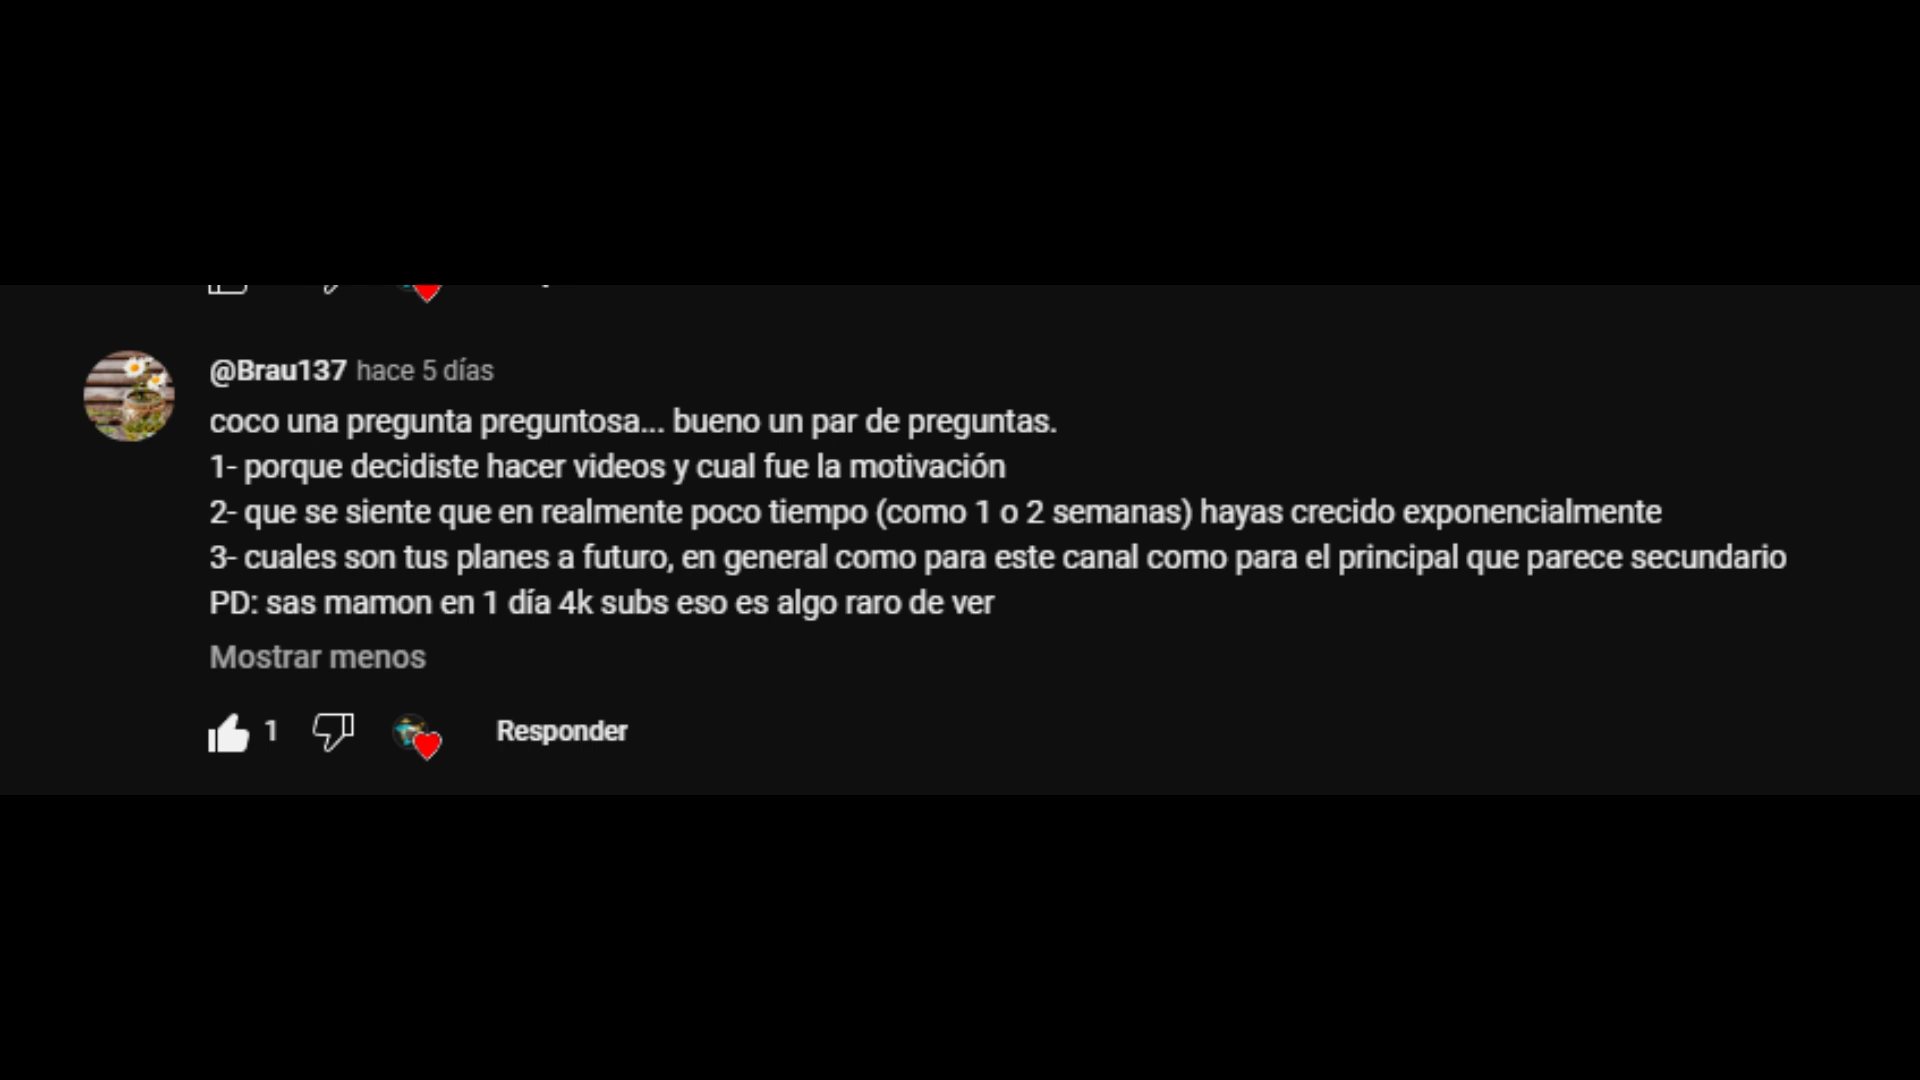 @Brau137 hace 5 días
coco una pregunta preguntosa... bueno un par de preguntas.
1- porque decidiste hacer videos y cual fue la motivación
2- que se siente que en realmente poco tiempo (como 1 o 2 semanas) hayas crecido exponencialmente
3- cuales son tus planes a futuro, en general como para este canal como para el principal que parece secundario
PD: sas mamon en 1 día 4k subs eso es algo raro de ver
Mostrar menos
1 Responder